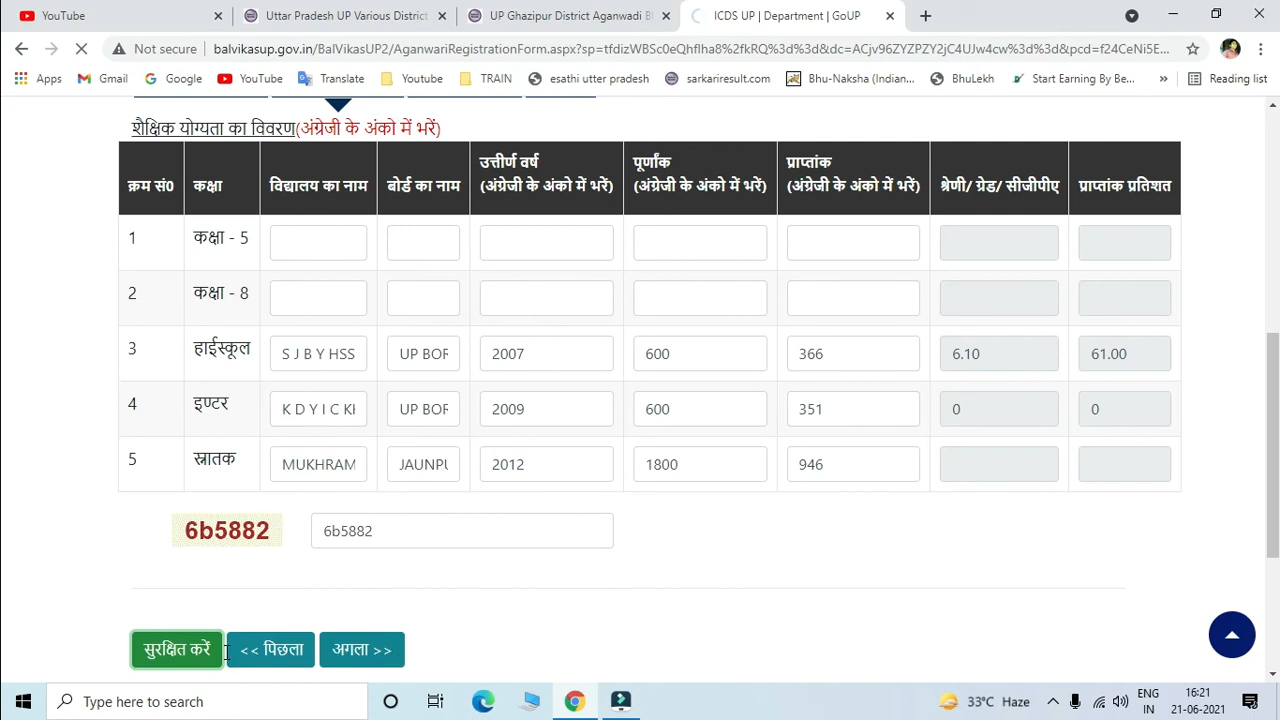 YouTube
Uttar Pradesh UP Various District
UP Ghazipur District Aganwadi Bh
ICDS UP | Department | GoUP
Not secure
balvikasup.gov.in/BalVikasUP2/AganwariRegistrationForm.aspx?sp=tfdizWBSc0eQhflha8%2fkRQ%3d%3d&dc=ACjv96ZYZPZY2jC4UJw4cw%3d%3d&pcd=f24CeNi5E...
Apps
Gmail
Google
YouTube
Translate
Youtube
TRAIN
esathi utter pradesh
sarkariresult.com
Bhu-Naksha (Indian...
BhuLekh
Start Earning By Be...
»
Reading list
शैक्षिक योग्यता का विवरण(अंग्रेजी के अंको में भरें)
क्रम सं0
कक्षा
विद्यालय का नाम
बोर्ड का नाम
उत्तीर्ण वर्ष
(अंग्रेजी के अंको में भरें)
पूर्णांक
(अंग्रेजी के अंको में भरें)
प्राप्तांक
(अंग्रेजी के अंको में भरें)
श्रेणी/ ग्रेड/ सीजीपीए
प्राप्तांक प्रतिशत
1 कक्षा - 5
2 कक्षा - 8
3 हाईस्कूल S J B Y HSS UP BOF 2007 600 366 6.10 61.00
4 इण्टर K D Y I C KH UP BOF 2009 600 351 0 0
5 स्नातक MUKHRAM JAUNPU 2012 1800 946
6b5882 6b5882
सुरक्षित करें << पिछला अगला >>
Type here to search
33°C Haze
ENG
IN
16:21
21-06-2021